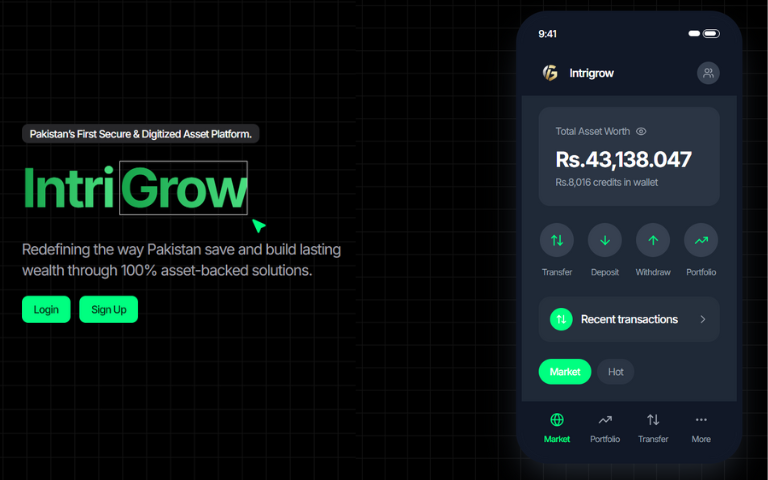 Pakistan's First Secure & Digitized Asset Platform.
IntriGrow
Redefining the way Pakistan save and build lasting
wealth through 100% asset-backed solutions.
Login
Sign Up
9:41
Intrigrow
Total Asset Worth
Rs.43,138.047
Rs.8,016 credits in wallet
Transfer
Deposit
Withdraw
Portfolio
Recent transactions
Market
Hot
Market
Portfolio
Transfer
More